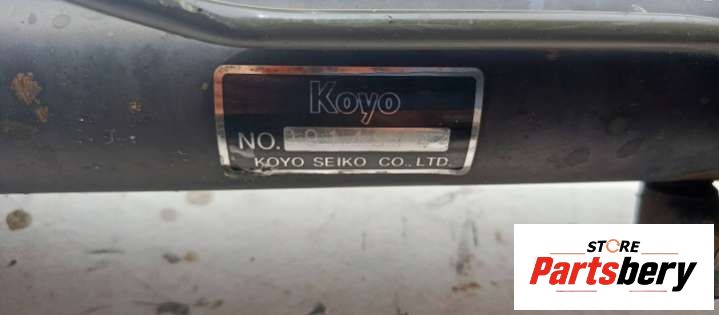 Koyo
NO.
KOYO SEIKO CO., LTD.
STORE
Partsbery